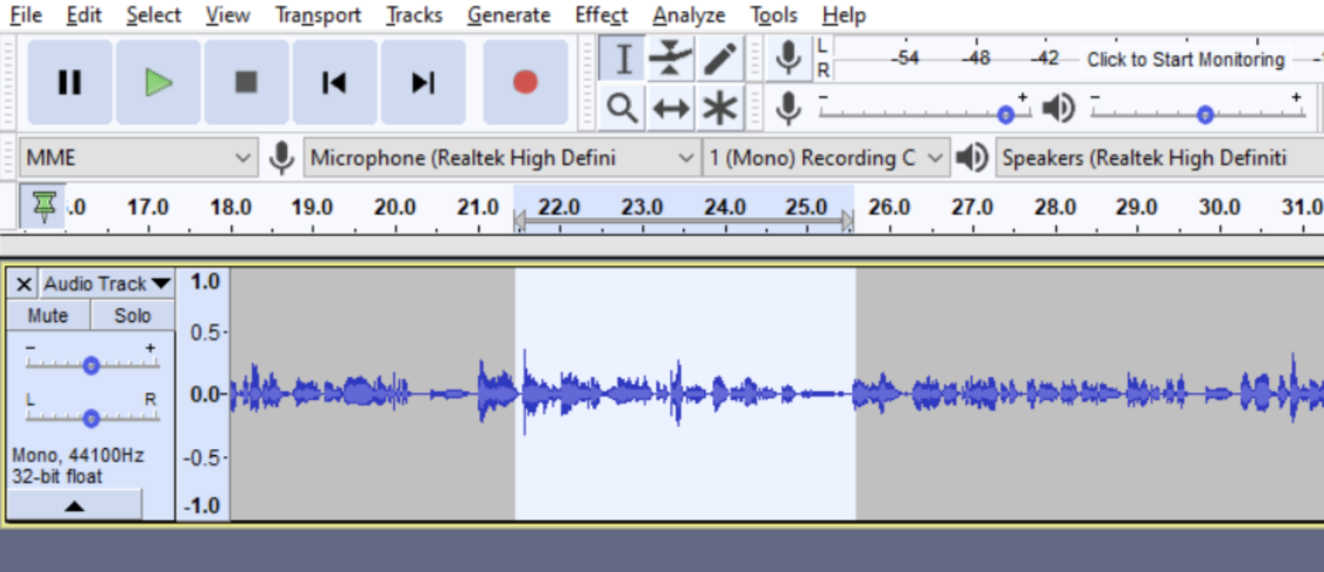 File Edit Select View Transport Tracks Generate Effect Analyze Tools Help
L
R
-54 -48 -42 Click to Start Monitoring
- + - +
MME Microphone (Realtek High Defini 1 (Mono) Recording C Speakers (Realtek High Definiti
.0 17.0 18.0 19.0 20.0 21.0 22.0 23.0 24.0 25.0 26.0 27.0 28.0 29.0 30.0 31.0
X Audio Track 1.0
Mute Solo
0.5-
- +
0.0-
L R
Mono, 44100Hz -0.5-
32-bit float
-1.0